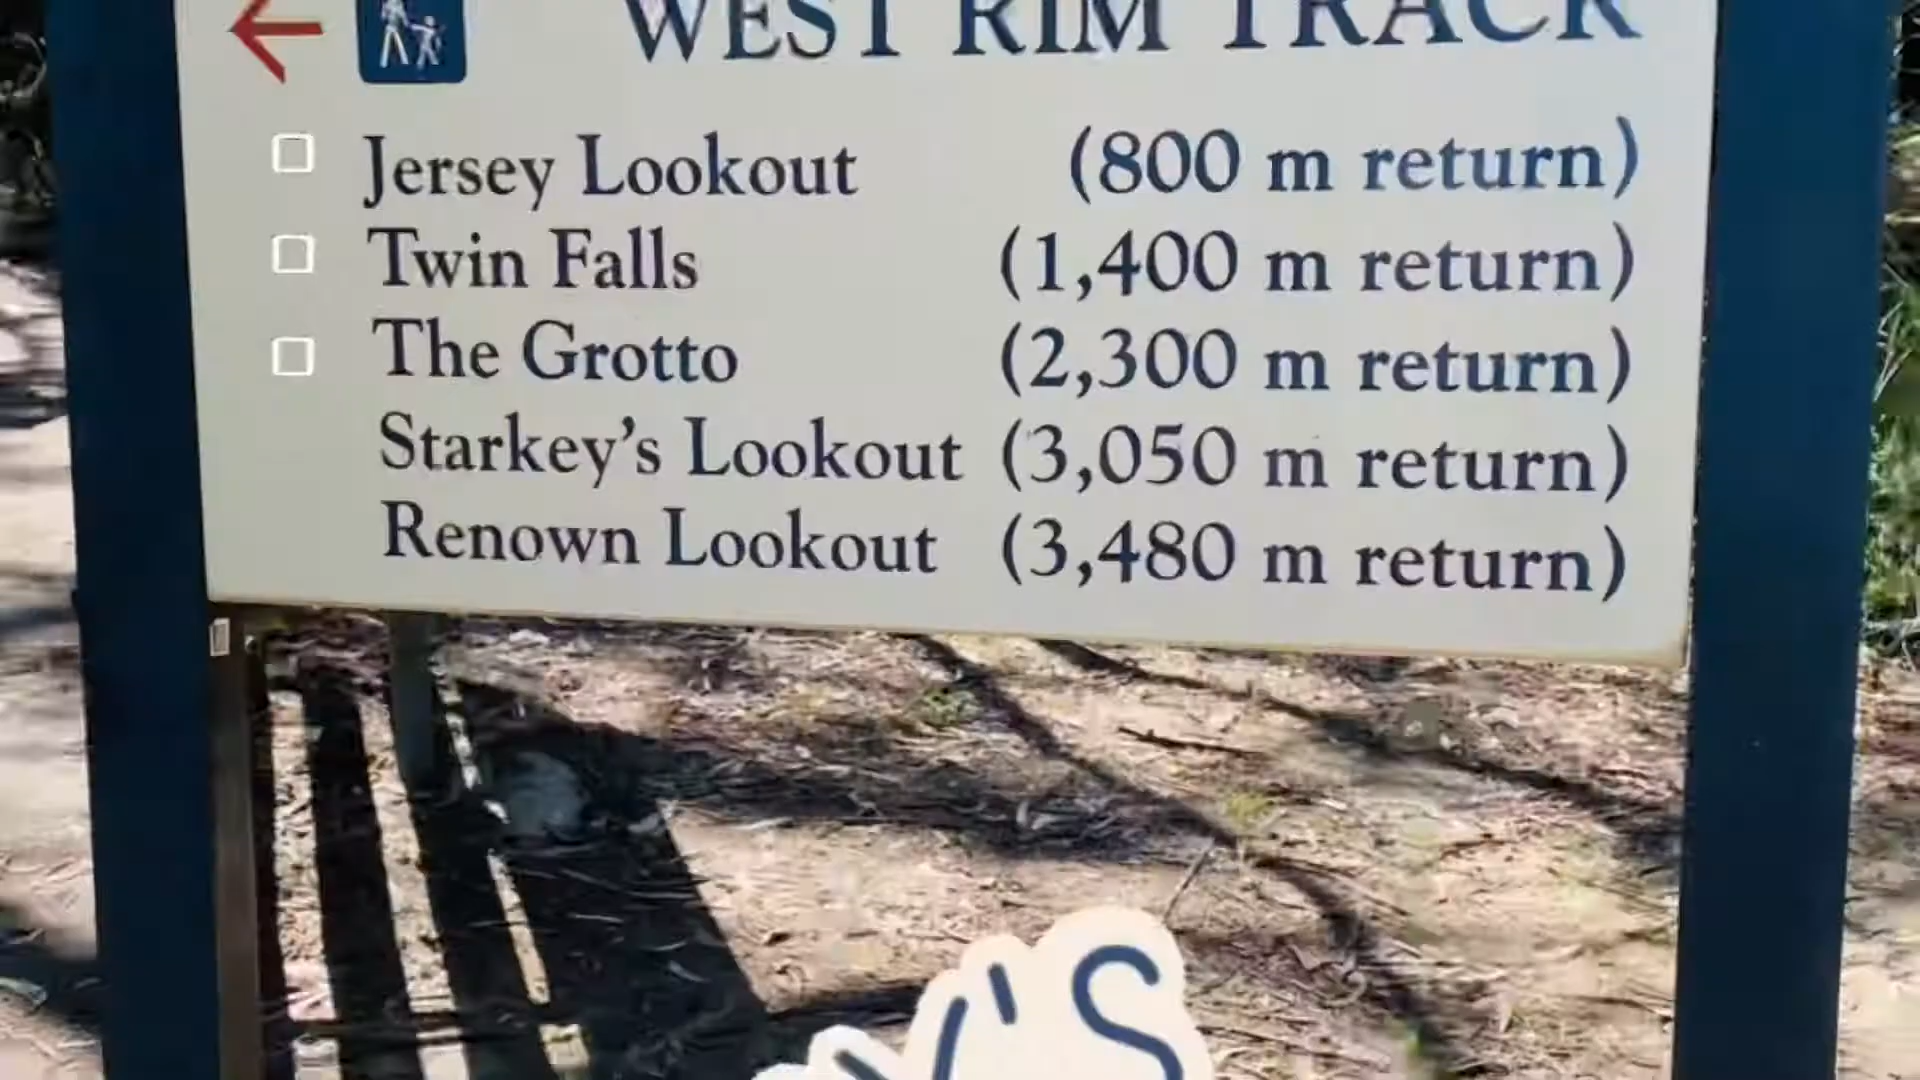 WEST RIM TRACK
Jersey Lookout (800 m return)
Twin Falls (1,400 m return)
The Grotto (2,300 m return)
Starkey's Lookout (3,050 m return)
Renown Lookout (3,480 m return)
Y'S